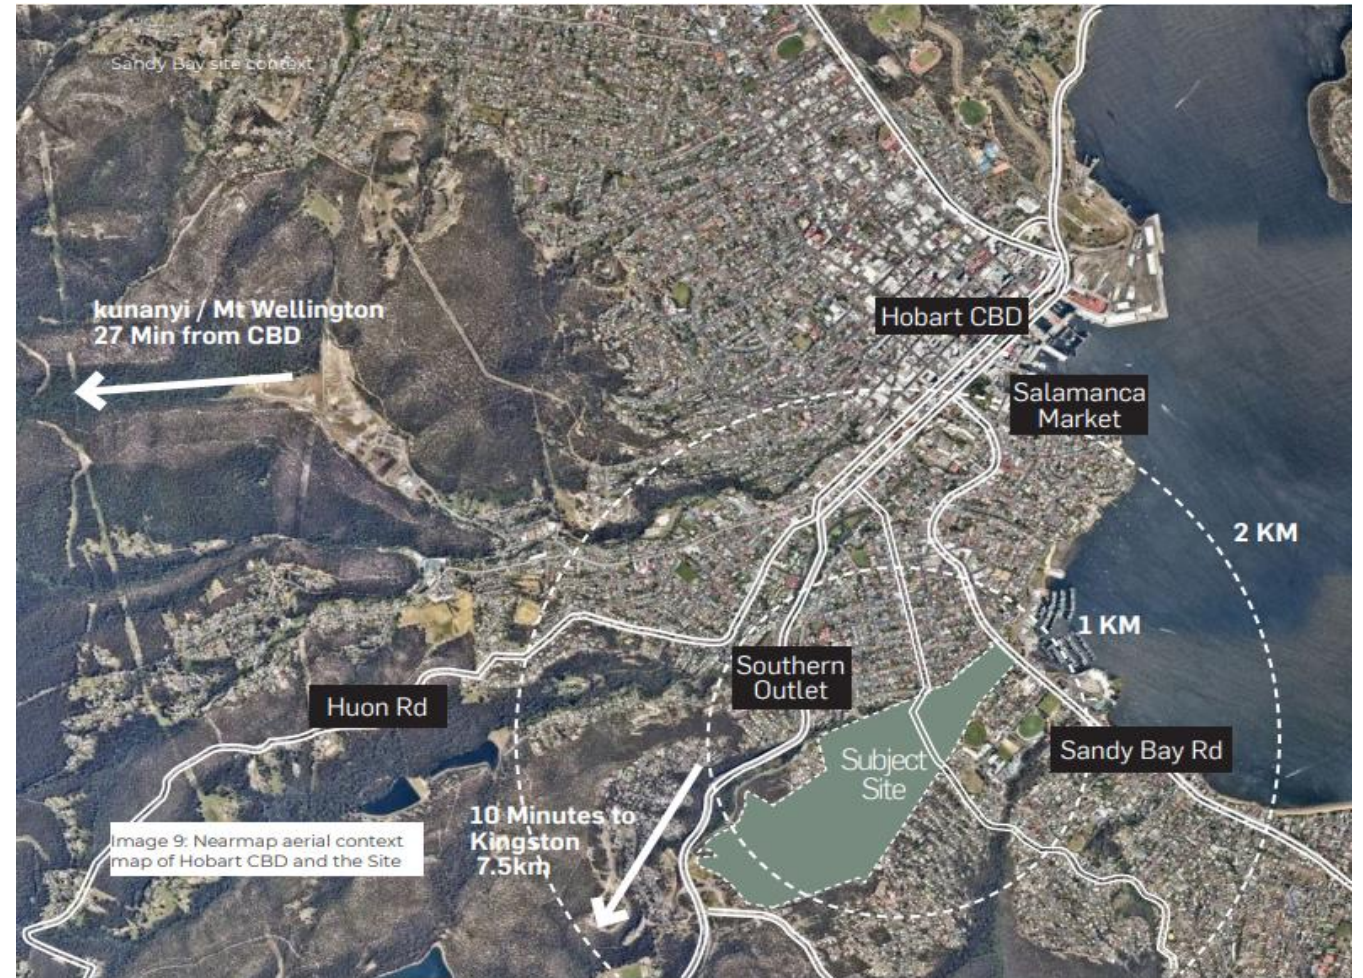 Sandy Bay site context
kunanyi / Mt Wellington
27 Min from CBD
Hobart CBD
Salamanca
Market
2 KM
1 KM
Southern
Outlet
Huon Rd
Sandy Bay Rd
Subject
Site
10 Minutes to
Kingston
7.5km
Image 9: Nearmap aerial context
map of Hobart CBD and the Site